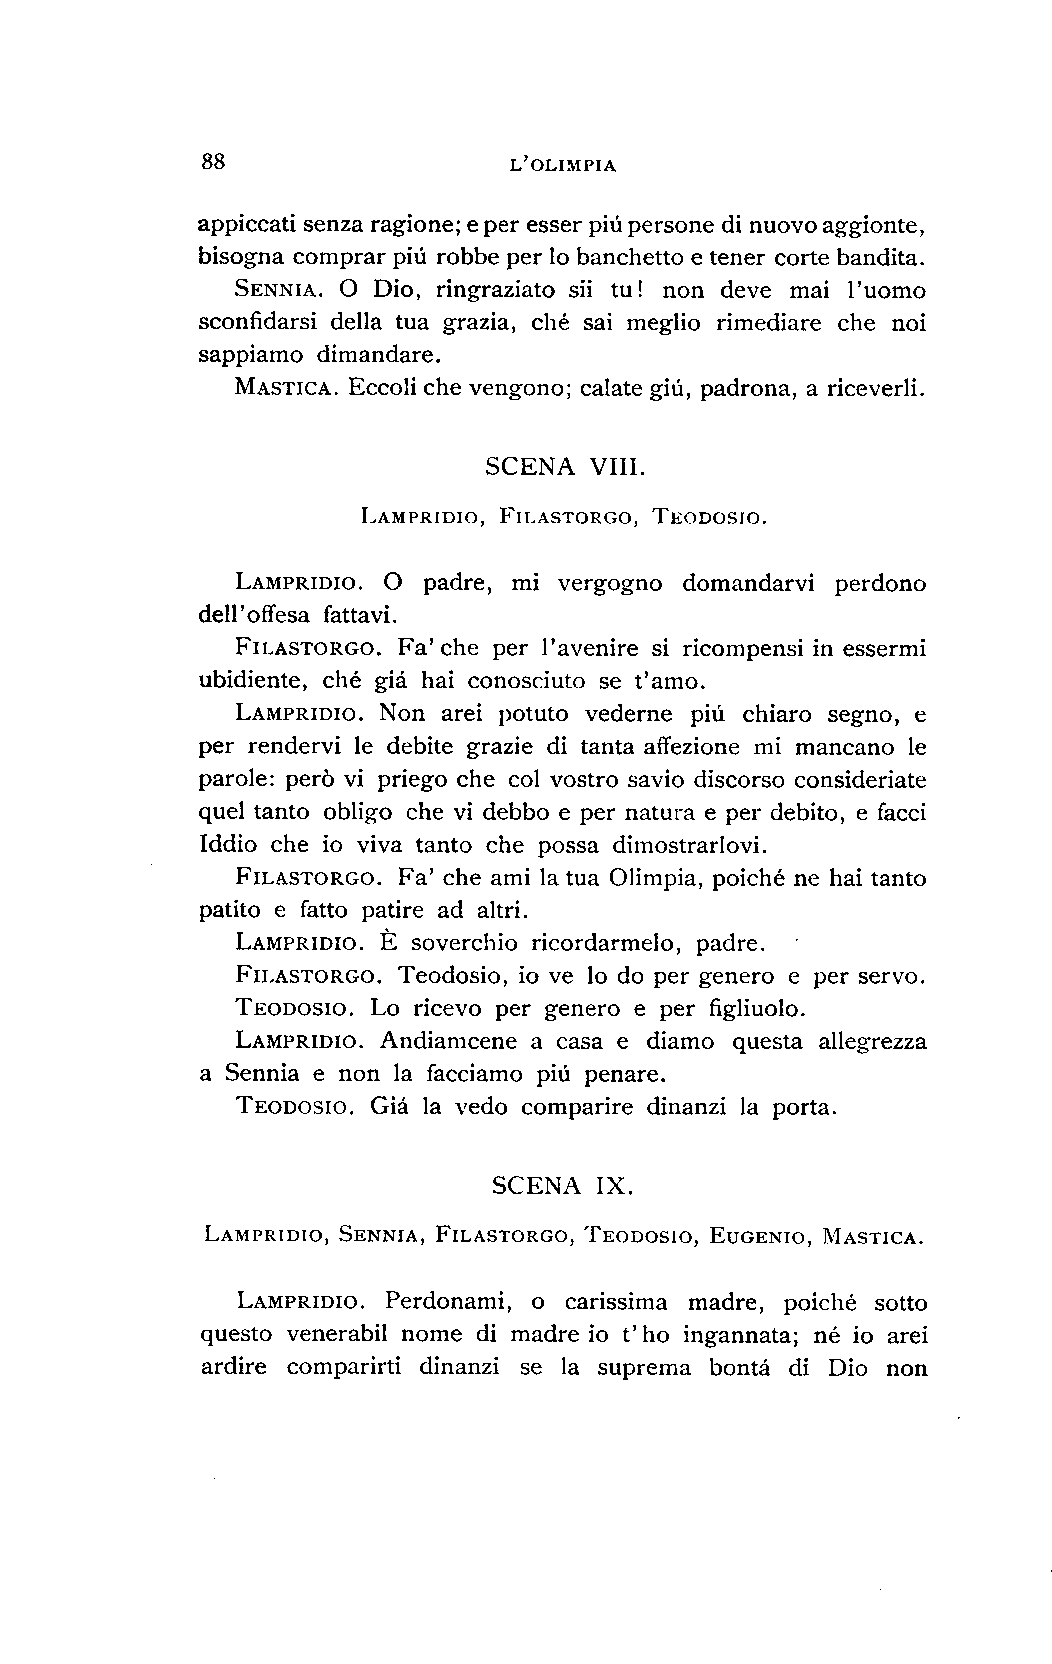 88 L'OLIMPIA
appiccati senza ragione; e per esser piú persone di nuovo aggionte,
bisogna comprar piú robbe per lo banchetto e tener corte bandita.
SENNIA. O Dio, ringraziato sii tu! non deve mai l'uomo
sconfidarsi della tua grazia, ché sai meglio rimediare che noi
sappiamo dimandare.
MASTICA. Eccoli che vengono; calate giú, padrona, a riceverli.
SCENA VIII.
LAMPRIDIO, FILASTORGO, TEODOSIO.
LAMPRIDIO. O padre, mi vergogno domandarvi perdono
dell'offesa fattavi.
FILASTORGO. Fa' che per l'avenire si ricompensi in essermi
ubidiente, ché giá hai conosciuto se t'amo.
LAMPRIDIO. Non arei potuto vederne piú chiaro segno, e
per rendervi le debite grazie di tanta affezione mi mancano le
parole: però vi priego che col vostro savio discorso consideriate
quel tanto obligo che vi debbo e per natura e per debito, e facci
Iddio che io viva tanto che possa dimostrarlovi.
FILASTORGO. Fa' che ami la tua Olimpia, poiché ne hai tanto
patito e fatto patire ad altri.
LAMPRIDIO. È soverchio ricordarmelo, padre.
FILASTORGO. Teodosio, io ve lo do per genero e per servo.
TEODOSIO. Lo ricevo per genero e per figliuolo.
LAMPRIDIO. Andiamcene a casa e diamo questa allegrezza
a Sennia e non la facciamo piú penare.
TEODOSIO. Giá la vedo comparire dinanzi la porta.
SCENA IX.
LAMPRIDIO, SENNIA, FILASTORGO, TEODOSIO, EUGENIO, MASTICA.
LAMPRIDIO. Perdonami, o carissima madre, poiché sotto
questo venerabil nome di madre io t'ho ingannata; né io arei
ardire comparirti dinanzi se la suprema bontá di Dio non